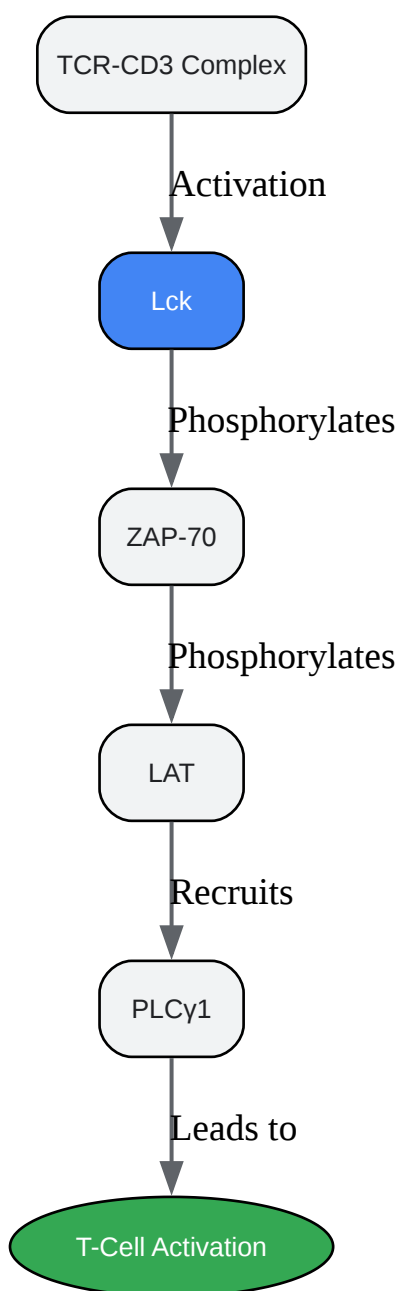 TCR-CD3 Complex
Activation
Lck
Phosphorylates
ZAP-70
Phosphorylates
LAT
Recruits
PLCγ1
Leads to
T-Cell Activation